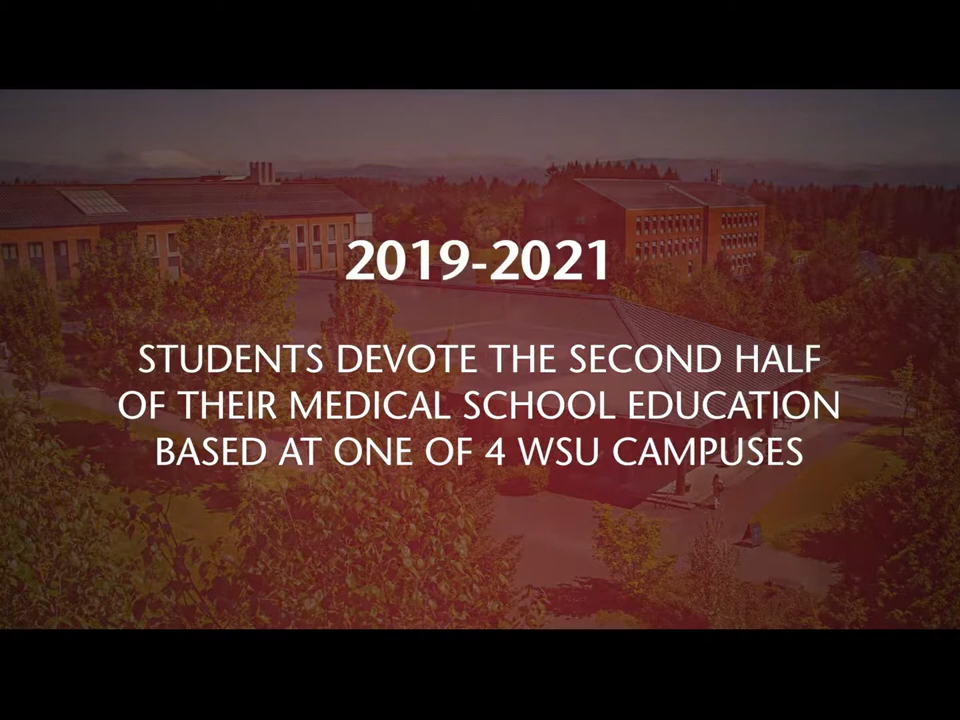 2019-2021
STUDENTS DEVOTE THE SECOND HALF
OF THEIR MEDICAL SCHOOL EDUCATION
BASED AT ONE OF 4 WSU CAMPUSES